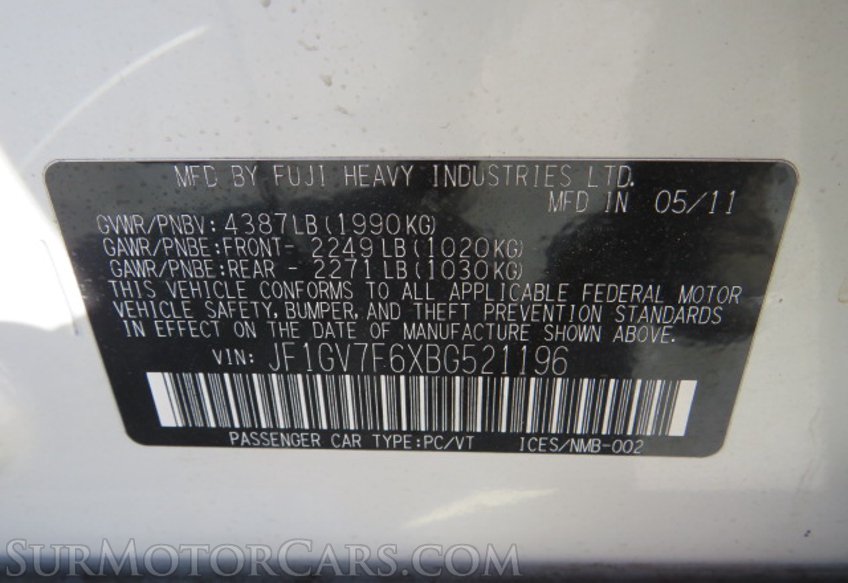 MFD BY FUJI HEAVY INDUSTRIES LTD.
MFD IN 05/11
GVWR/PNBV: 4387LB(1990KG)
GAWR/PNBE:FRONT- 2249LB(1020KG)
GAWR/PNBE:REAR - 2271LB(1030KG)
THIS VEHICLE CONFORMS TO ALL APPLICABLE FEDERAL MOTOR
VEHICLE SAFETY, BUMPER, AND THEFT PREVENTION STANDARDS
IN EFFECT ON THE DATE OF MANUFACTURE SHOWN ABOVE.
VIN: JF1GV7F6XBG521196
PASSENGER CAR TYPE:PC/VT ICES/NMB-002
SurMotorCars.com